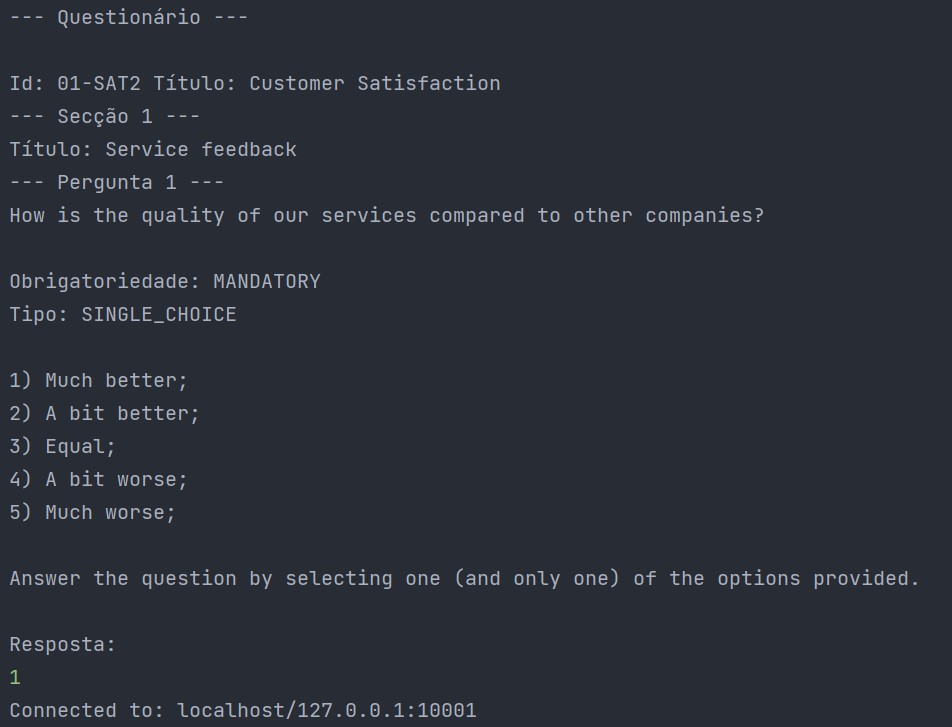 --- Questionário ---
Id: 01-SAT2 Título: Customer Satisfaction
--- Secção 1 ---
Título: Service feedback
--- Pergunta 1 ---
How is the quality of our services compared to other companies?
Obrigatoriedade: MANDATORY
Tipo: SINGLE_CHOICE
1) Much better;
2) A bit better;
3) Equal;
4) A bit worse;
5) Much worse;
Answer the question by selecting one (and only one) of the options provided.
Resposta:
1
Connected to: localhost/127.0.0.1:10001